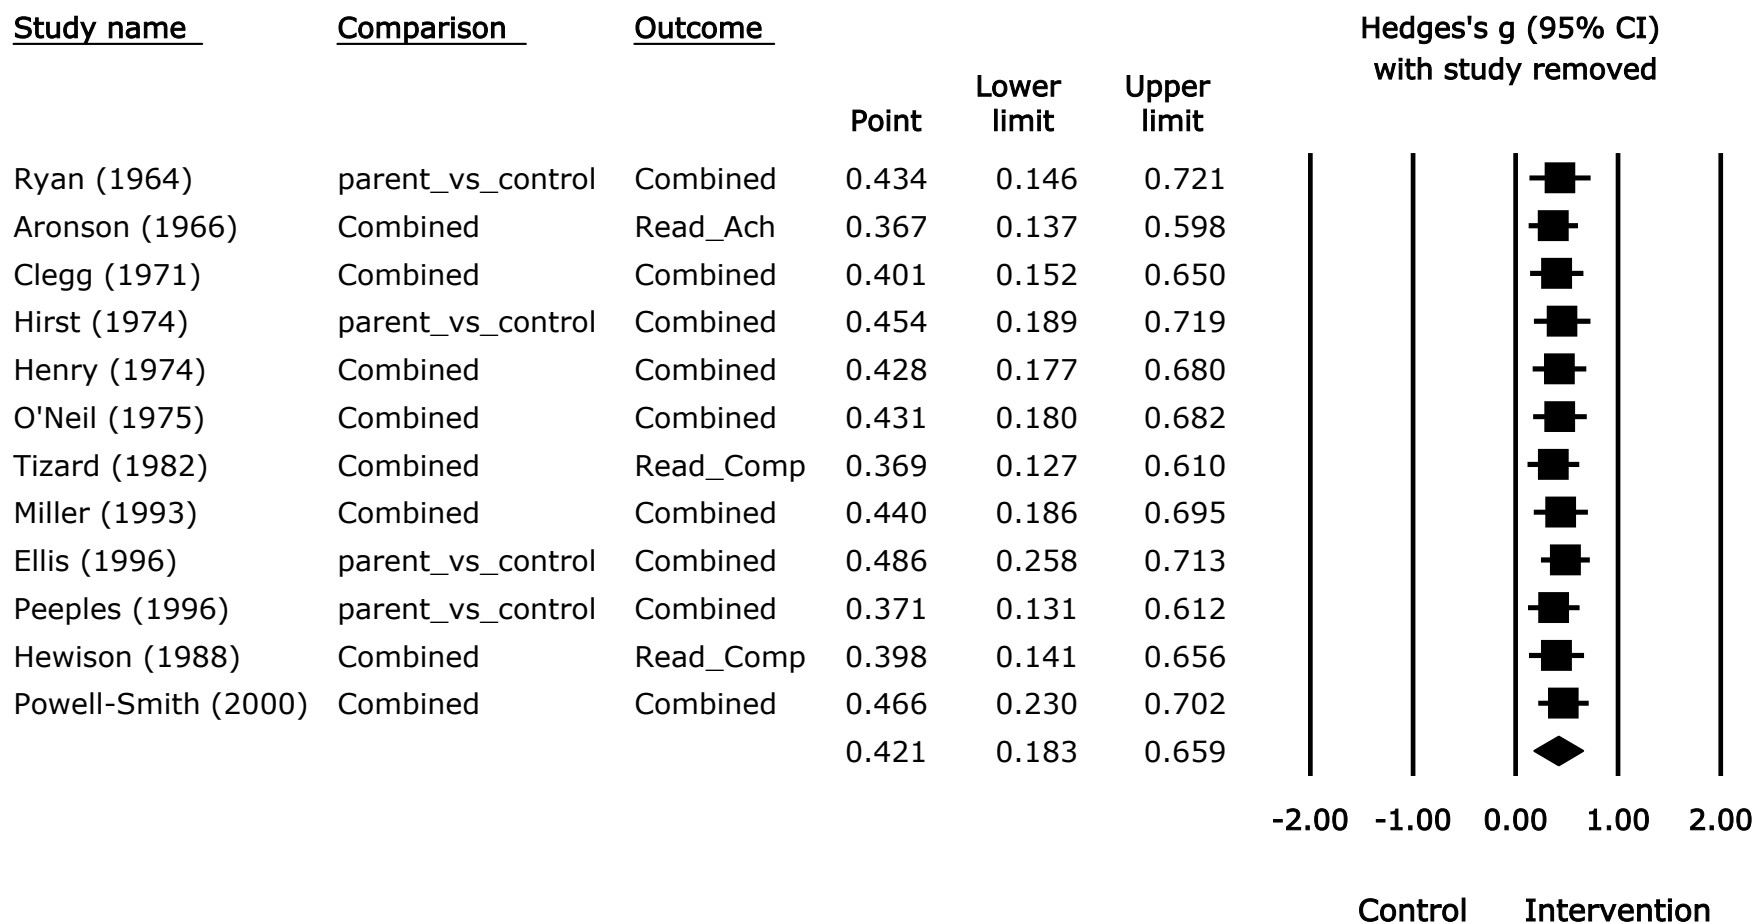 Study name Comparison Outcome Hedges's g (95% CI)
with study removed
Lower Upper
Point limit limit
Ryan (1964) parent_vs_control Combined 0.434 0.146 0.721
Aronson (1966) Combined Read_Ach 0.367 0.137 0.598
Clegg (1971) Combined Combined 0.401 0.152 0.650
Hirst (1974) parent_vs_control Combined 0.454 0.189 0.719
Henry (1974) Combined Combined 0.428 0.177 0.680
O'Neil (1975) Combined Combined 0.431 0.180 0.682
Tizard (1982) Combined Read_Comp 0.369 0.127 0.610
Miller (1993) Combined Combined 0.440 0.186 0.695
Ellis (1996) parent_vs_control Combined 0.486 0.258 0.713
Peeples (1996) parent_vs_control Combined 0.371 0.131 0.612
Hewison (1988) Combined Read_Comp 0.398 0.141 0.656
Powell-Smith (2000) Combined Combined 0.466 0.230 0.702
0.421 0.183 0.659
-2.00 -1.00 0.00 1.00 2.00
Control Intervention